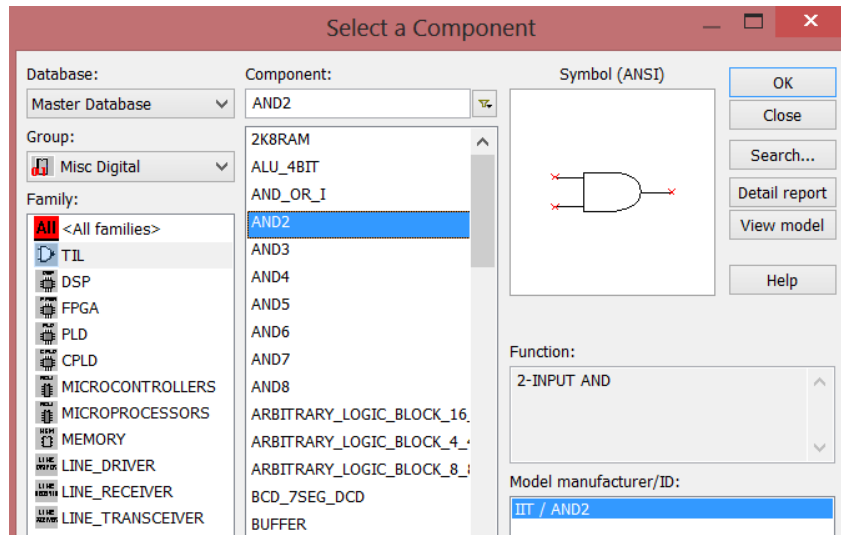 Select a Component
Database:
Master Database
Group:
Misc Digital
Family:
All <All families>
TIL
DSP
FPGA
PLD
CPLD
MICROCONTROLLERS
MICROPROCESSORS
MEMORY
LINE_DRIVER
LINE_RECEIVER
LINE_TRANSCEIVER
Component:
AND2
2K8RAM
ALU_4BIT
AND_OR_I
AND2
AND3
AND4
AND5
AND6
AND7
AND8
ARBITRARY_LOGIC_BLOCK_16_
ARBITRARY_LOGIC_BLOCK_4_
ARBITRARY_LOGIC_BLOCK_8_
BCD_7SEG_DCD
BUFFER
Symbol (ANSI)
Function:
2-INPUT AND
Model manufacturer/ID:
IIT / AND2
OK
Close
Search...
Detail report
View model
Help